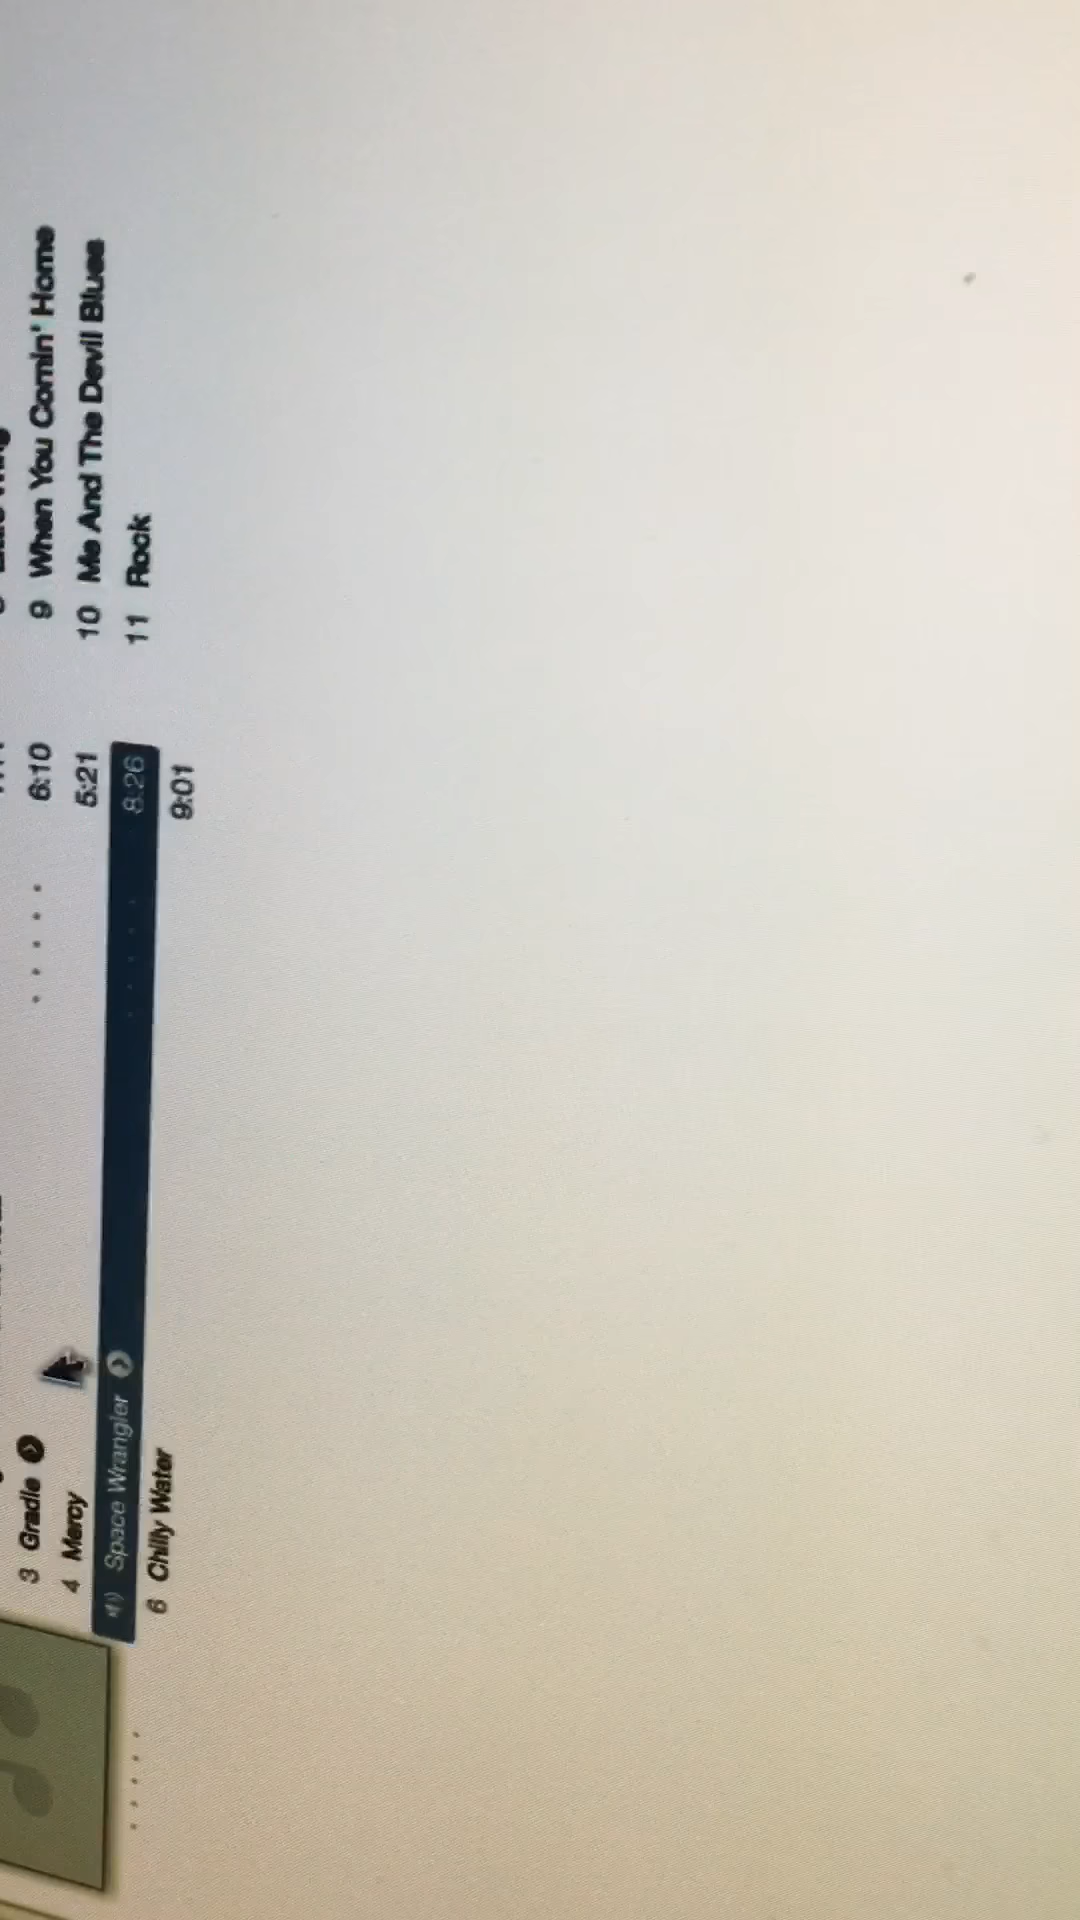 3 Gradle 6:10
4 Mercy 5:21
Space Wrangler 8:26
6 Chilly Water 9:01
9 When You Comin' Home
10 Me And The Devil Blues
11 Rock